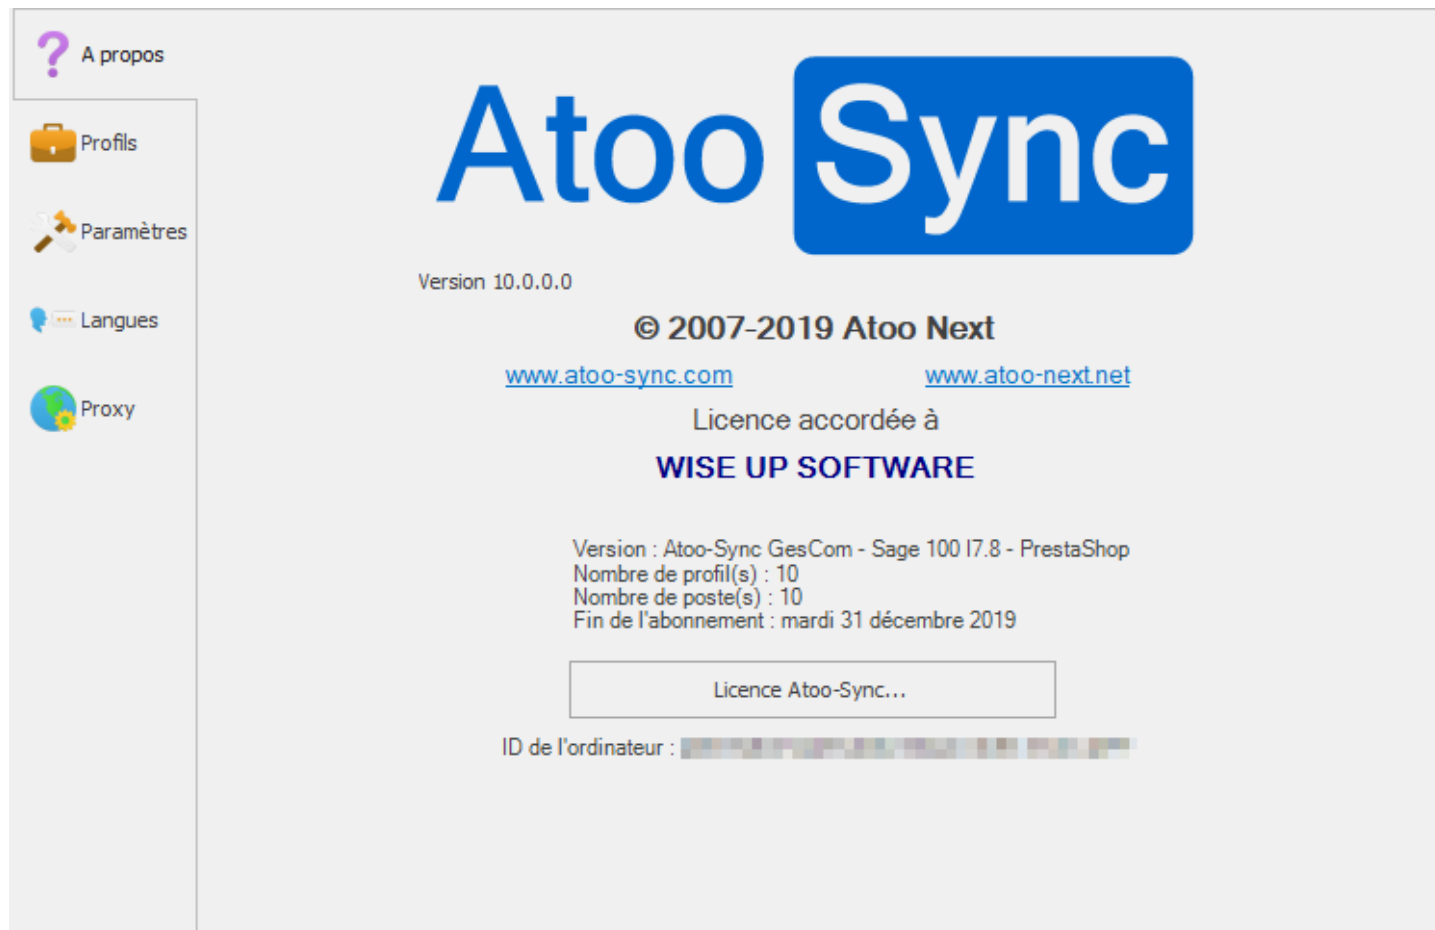 A propos
Profils
Paramètres
Langues
Proxy
Atoo Sync
Version 10.0.0.0
© 2007-2019 Atoo Next
www.atoo-sync.com www.atoo-next.net
Licence accordée à
WISE UP SOFTWARE
Version : Atoo-Sync GesCom - Sage 100 I7.8 - PrestaShop
Nombre de profil(s) : 10
Nombre de poste(s) : 10
Fin de l'abonnement : mardi 31 décembre 2019
Licence Atoo-Sync...
ID de l'ordinateur :